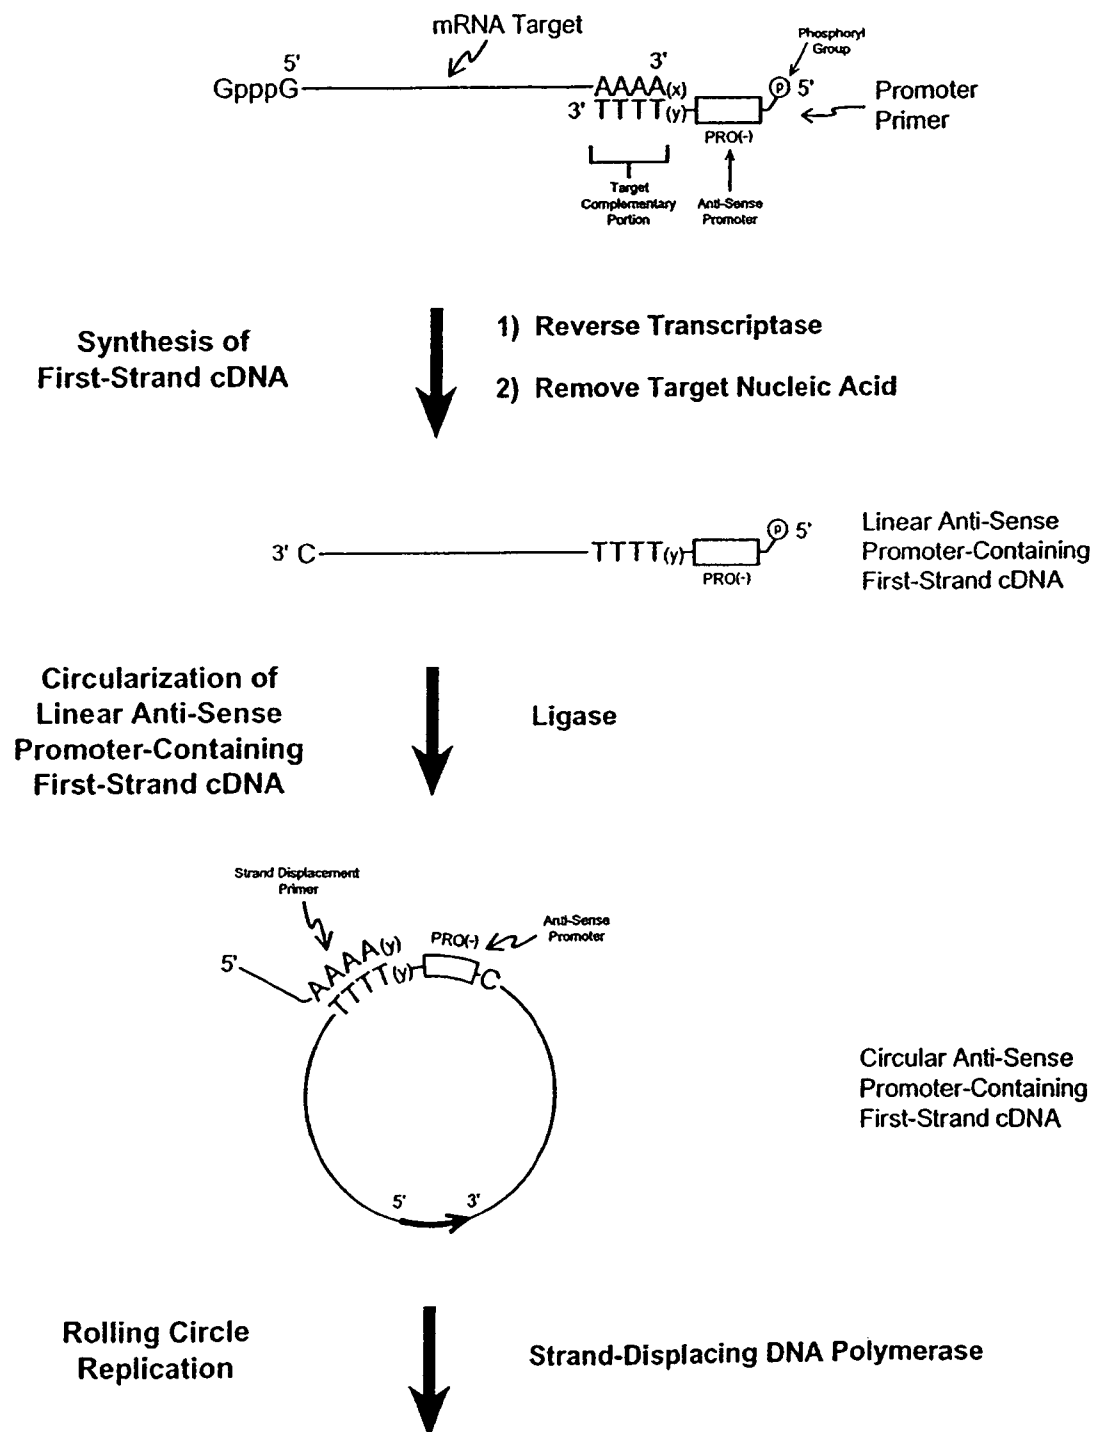 mRNA Target
Phosphoryl
Group
5'
3'
GpppG
AAAA(x)
P 5'
3' TTTT(y)
PRO(-)
Promoter
Primer
Target
Complementary
Portion
Anti-Sense
Promoter
Synthesis of
First-Strand cDNA
1) Reverse Transcriptase
2) Remove Target Nucleic Acid
3' C
TTTT(y)
PRO(-)
P 5'
Linear Anti-Sense
Promoter-Containing
First-Strand cDNA
Circularization of
Linear Anti-Sense
Promoter-Containing
First-Strand cDNA
Ligase
Strand Displacement
Primer
Anti-Sense
Promoter
5'
AAAA(y)
PRO(-)
TTTT(y)
C
Circular Anti-Sense
Promoter-Containing
First-Strand cDNA
5'
3'
Rolling Circle
Replication
Strand-Displacing DNA Polymerase